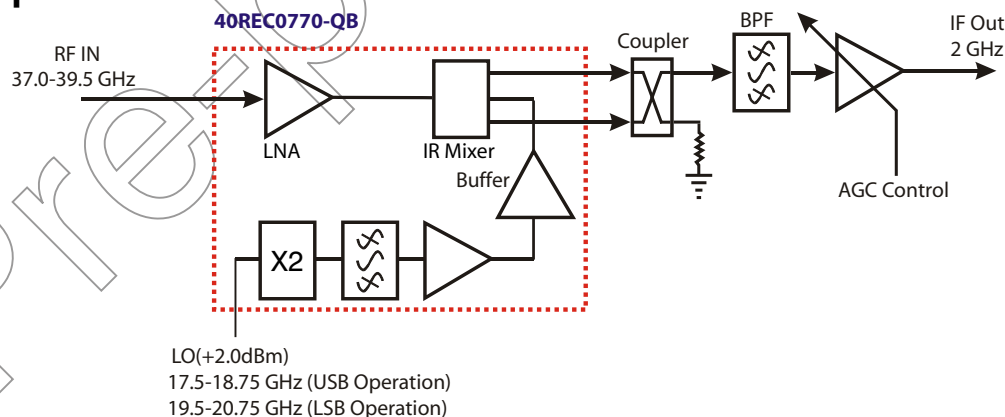 40REC0770-QB
RF IN
37.0-39.5 GHz
LNA
IR Mixer
Buffer
X2
Coupler
BPF
IF Out
2 GHz
AGC Control
LO(+2.0dBm)
17.5-18.75 GHz (USB Operation)
19.5-20.75 GHz (LSB Operation)